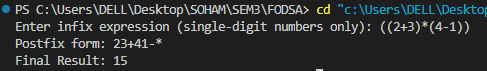 PS C:\Users\DELL\Desktop\SOHAM\SEM3\FODSA> cd "c:\Users\DELL\Deskto
Enter infix expression (single-digit numbers only): ((2+3)*(4-1))
Postfix form: 23+41-*
Final Result: 15